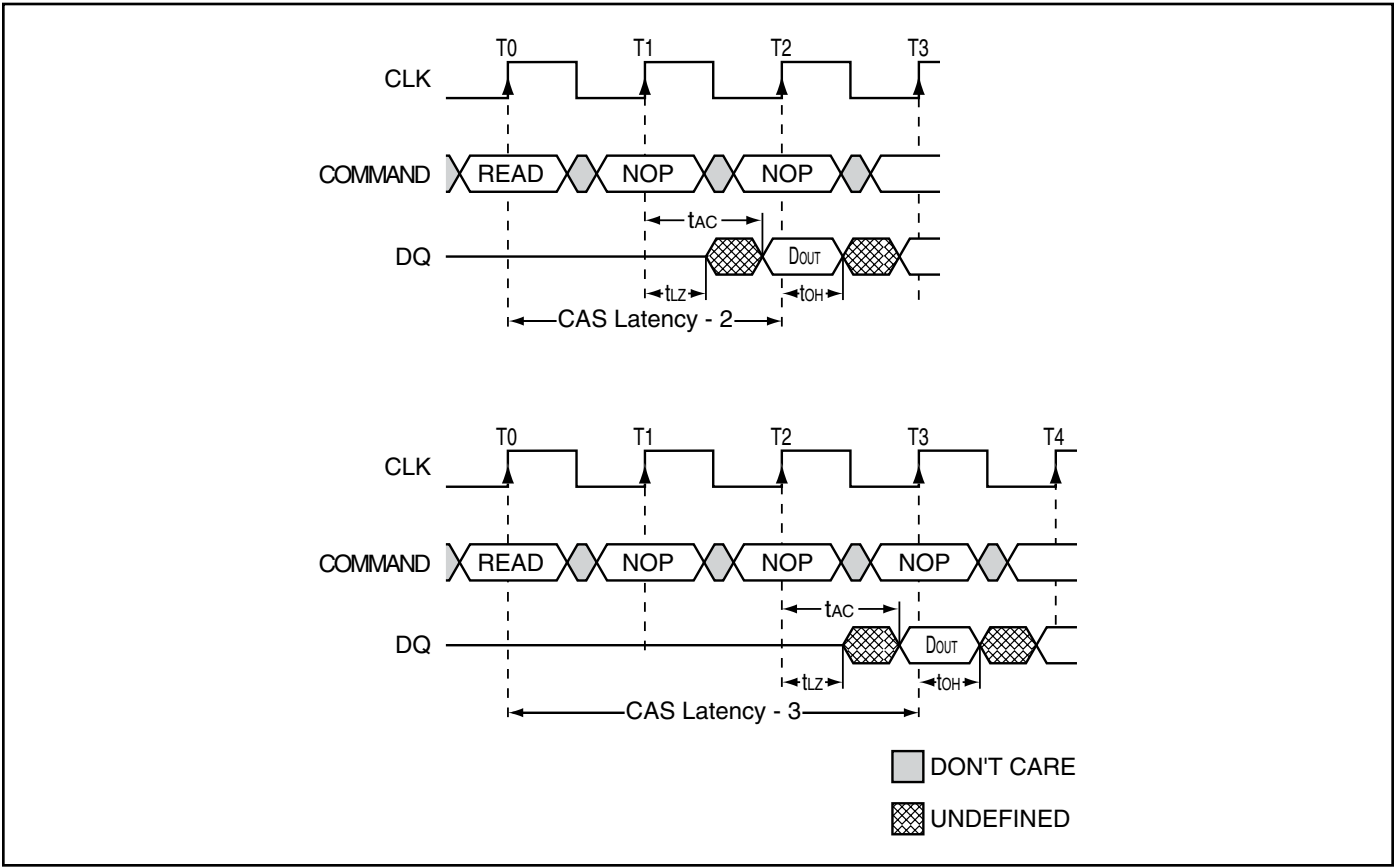 T0 T1 T2 T3
CLK
COMMAND READ NOP NOP
tAC
DQ DOUT
tLZ tOH
CAS Latency - 2
T0 T1 T2 T3 T4
CLK
COMMAND READ NOP NOP NOP
tAC
DQ DOUT
tLZ tOH
CAS Latency - 3
DON'T CARE
UNDEFINED